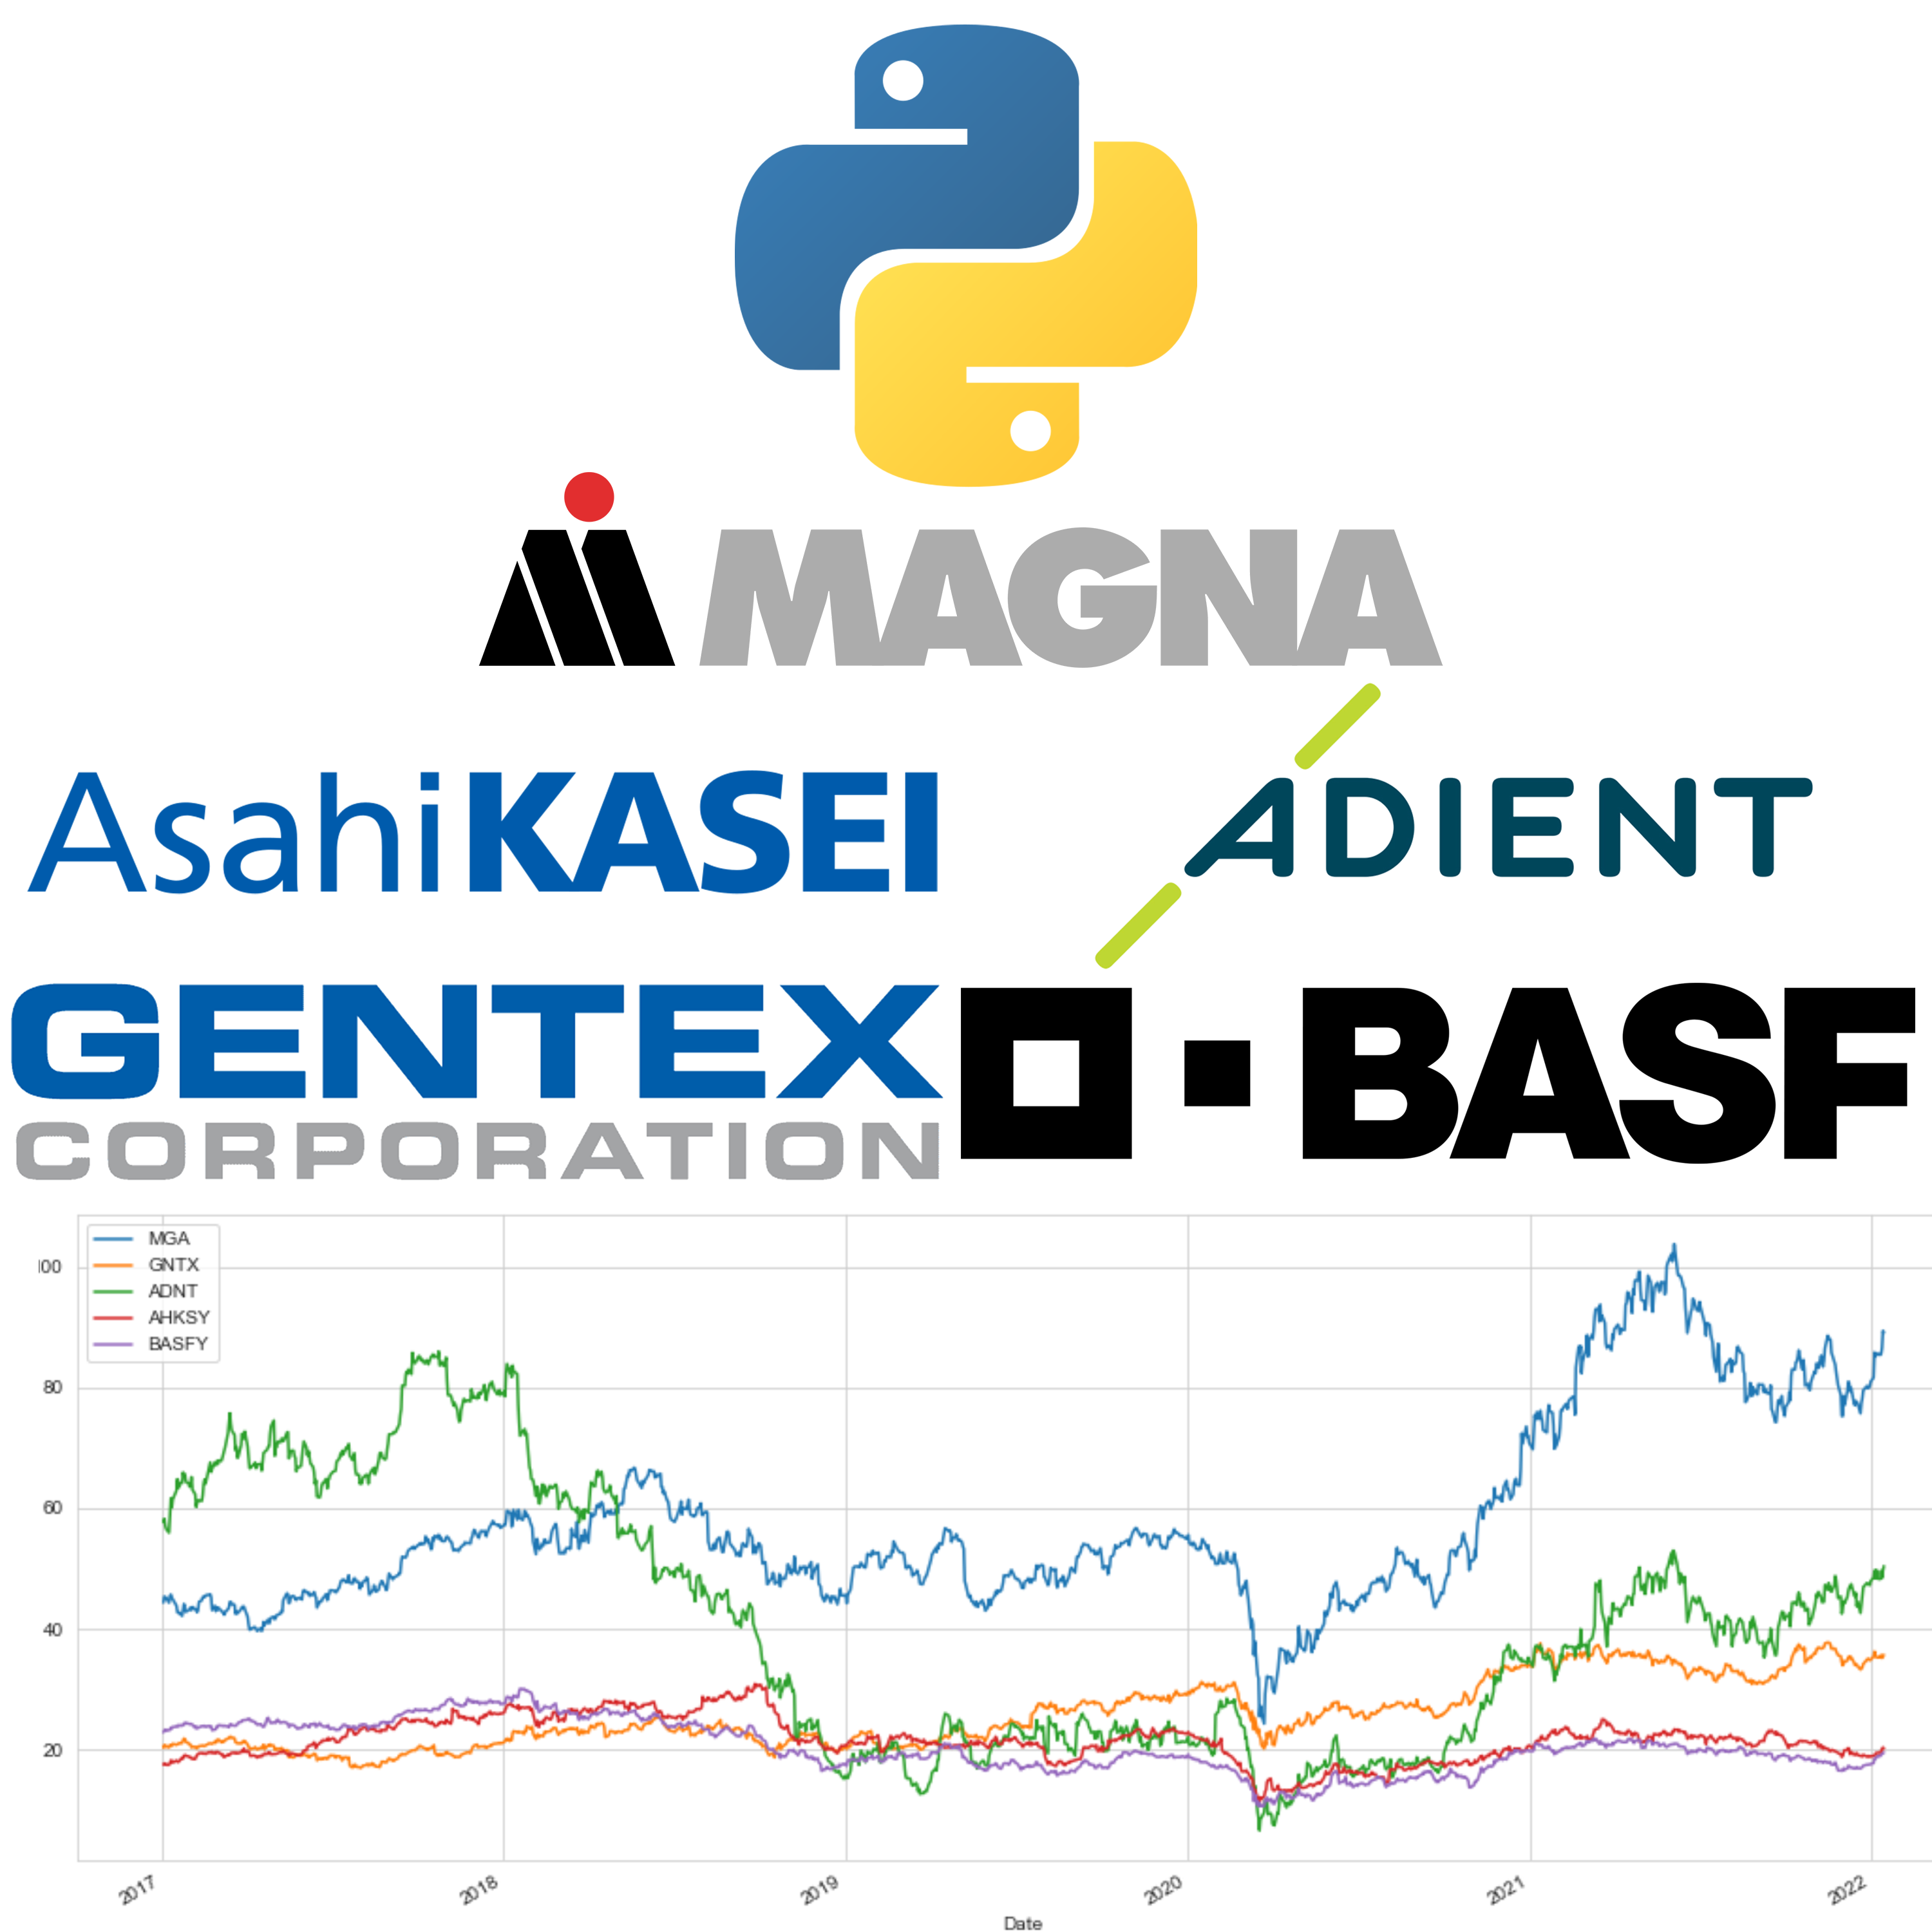 MAGNA
AsahiKASEI
ADIENT
GENTEX
CORPORATION
BASF
MGA
GNTX
ADNT
AHKSY
BASFY
100
80
60
40
20
2017
2018
2019
2020
2021
2022
Date